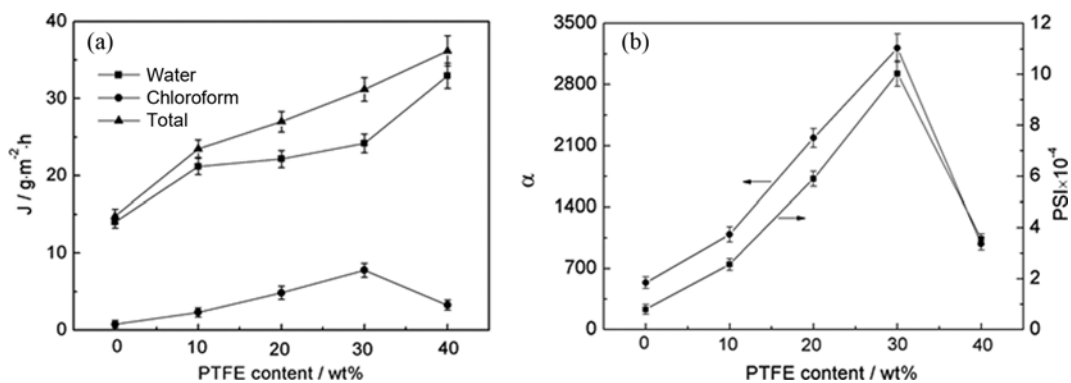 (a)
Water
Chloroform
Total
40
30
20
10
0
J / g·m⁻²·h
0 10 20 30 40
PTFE content / wt%
(b)
3500
2800
2100
1400
700
0
α
12
10
8
6
4
2
0
PSI×10⁻⁴
0 10 20 30 40
PTFE content / wt%